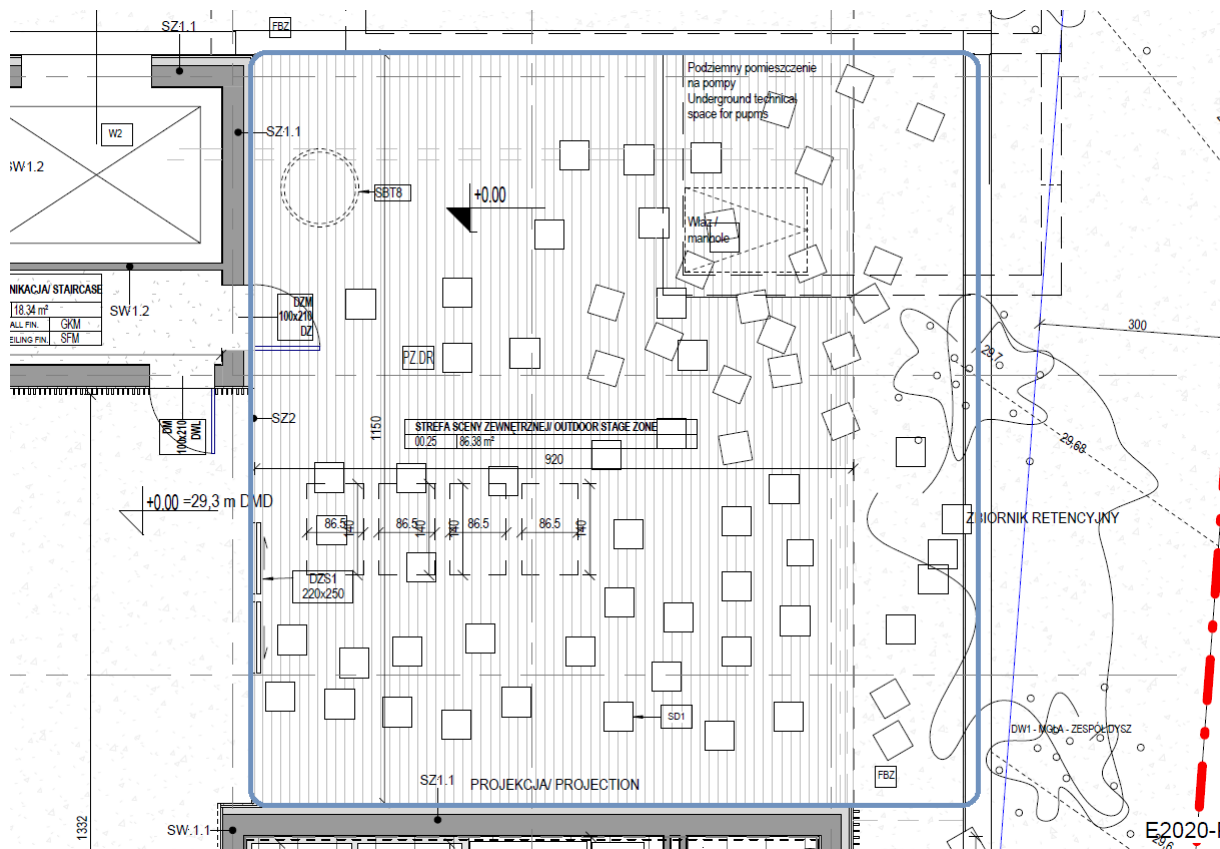 SZ1.1
FBZ
Podziemny pomieszczenie
na pompy
Underground technical
space for pupms
W2
SZ1.1
SW1.2
SBT8
+0.00
Właz /
manhole
NIKACJA/ STAIRCASE
18.34 m²
ALL FIN. GKM
EILING FIN. SFM
SW1.2
DZM
100x210
DZ
PZ.DR
300
29,7
SZ2
DM
100x210
DWL
1150
STREFA SCENY ZEWNĘTRZNEJ/ OUTDOOR STAGE ZONE
00.25 86.38 m²
920
29,68
+0.00 =29,3 m DMD
86.5
140
86.5
140
86.5
140
86.5
140
ZBIORNIK RETENCYJNY
DZS1
220x250
SD1
DW1 - MGŁA - ZESPÓŁ DYSZ
FBZ
SZ1.1
PROJEKCJA/ PROJECTION
1332
SW.1.1
E2020-
29,6